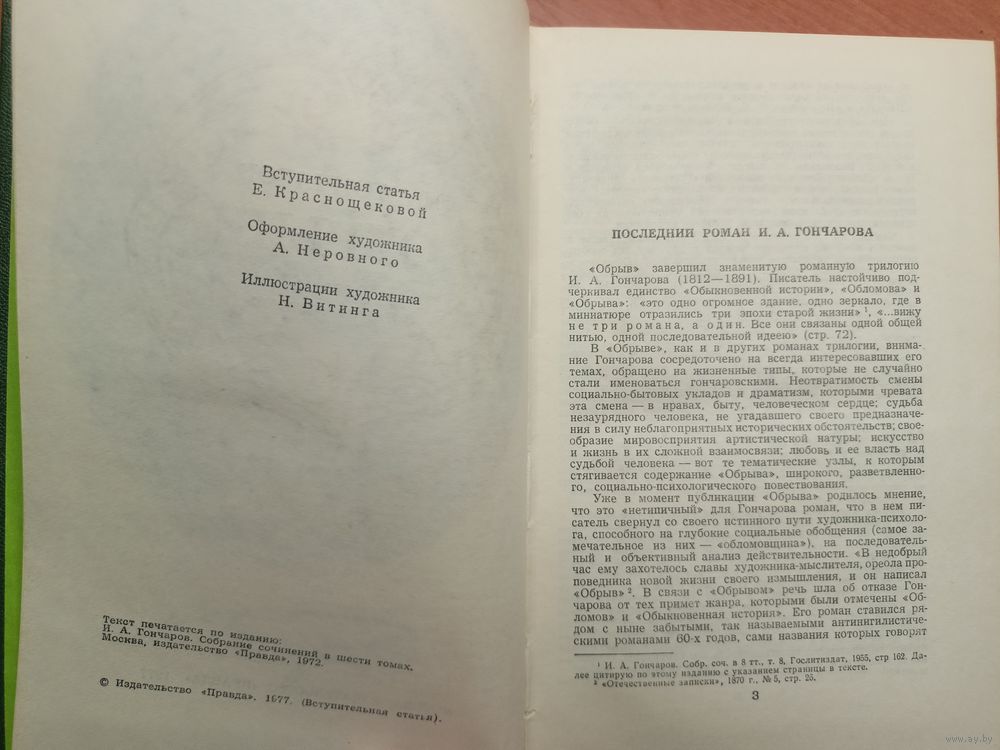 Вступительная статья
Е. Краснощековой
Оформление художника
А. Неровного
Иллюстрации художника
Н. Витинга
Текст печатается по изданию:
И. А. Гончаров. Собрание сочинений в шести томах.
Москва, издательство «Правда», 1972.
© Издательство «Правда». 1977. (Вступительная статья).
ПОСЛЕДНИЙ РОМАН И. А. ГОНЧАРОВА
«Обрыв» завершил знаменитую романную трилогию
И. А. Гончарова (1812—1891). Писатель настойчиво под-
черкивал единство «Обыкновенной истории», «Обломова» и
«Обрыва»: «это одно огромное здание, одно зеркало, где в
миниатюре отразились три эпохи старой жизни» ¹, «...вижу
не три романа, а один. Все они связаны одной общей
нитью, одной последовательной идеею» (стр. 72).
В «Обрыве», как и в других романах трилогии, внима-
ние Гончарова сосредоточено на всегда интересовавших его
темах, обращено на жизненные типы, которые не случайно
стали именоваться гончаровскими. Неотвратимость смены
социально-бытовых укладов и драматизм, которыми чревата
эта смена — в нравах, быту, человеческом сердце; судьба
незаурядного человека, не угадавшего своего предназначе-
ния в силу неблагоприятных исторических обстоятельств; свое-
образие мировосприятия артистической натуры; искусство
и жизнь в их сложной взаимосвязи; любовь и ее власть над
судьбой человека — вот те тематические узлы, к которым
стягивается содержание «Обрыва», широкого, разветвленно-
го, социально-психологического повествования.
Уже в момент публикации «Обрыва» родилось мнение,
что это «нетипичный» для Гончарова роман, что в нем пи-
сатель свернул со своего истинного пути художника-психоло-
га, способного на глубокие социальные обобщения (самое за-
мечательное из них — «обломовщина»), на последователь-
ный и объективный анализ действительности. «В недобрый
час ему захотелось славы художника-мыслителя, ореола про-
поведника новой жизни своего измышления, и он написал
«Обрыв» ². В связи с «Обрывом» речь шла об отказе Гон-
чарова от тех примет жанра, которыми были отмечены «Об-
ломов» и «Обыкновенная история». Его роман ставился ря-
дом с ныне забытыми, так называемыми антинигилистиче-
скими романами 60-х годов, сами названия которых говорят
¹ И. А. Гончаров. Собр. соч. в 8 тт., т. 8, Гослитиздат, 1955, стр 162. Да-
лее цитирую по этому изданию с указанием страницы в тексте.
² «Отечественные записки», 1870 г., № 5, стр. 25.
3
www.ay.by